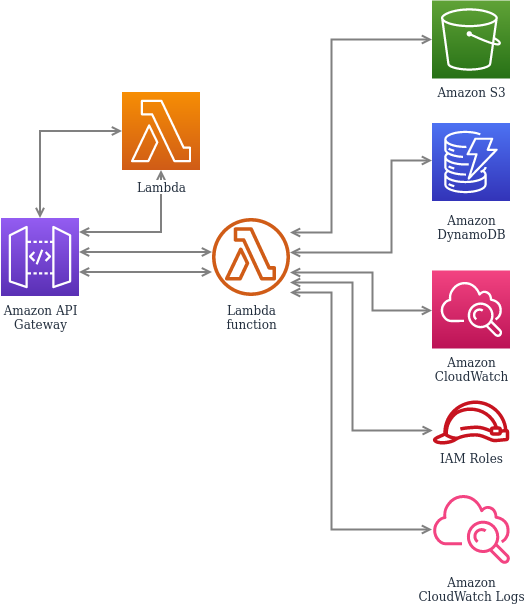 Amazon S3
Lambda
Amazon
DynamoDB
Amazon API
Gateway
Lambda
function
Amazon
CloudWatch
IAM Roles
Amazon
CloudWatch Logs